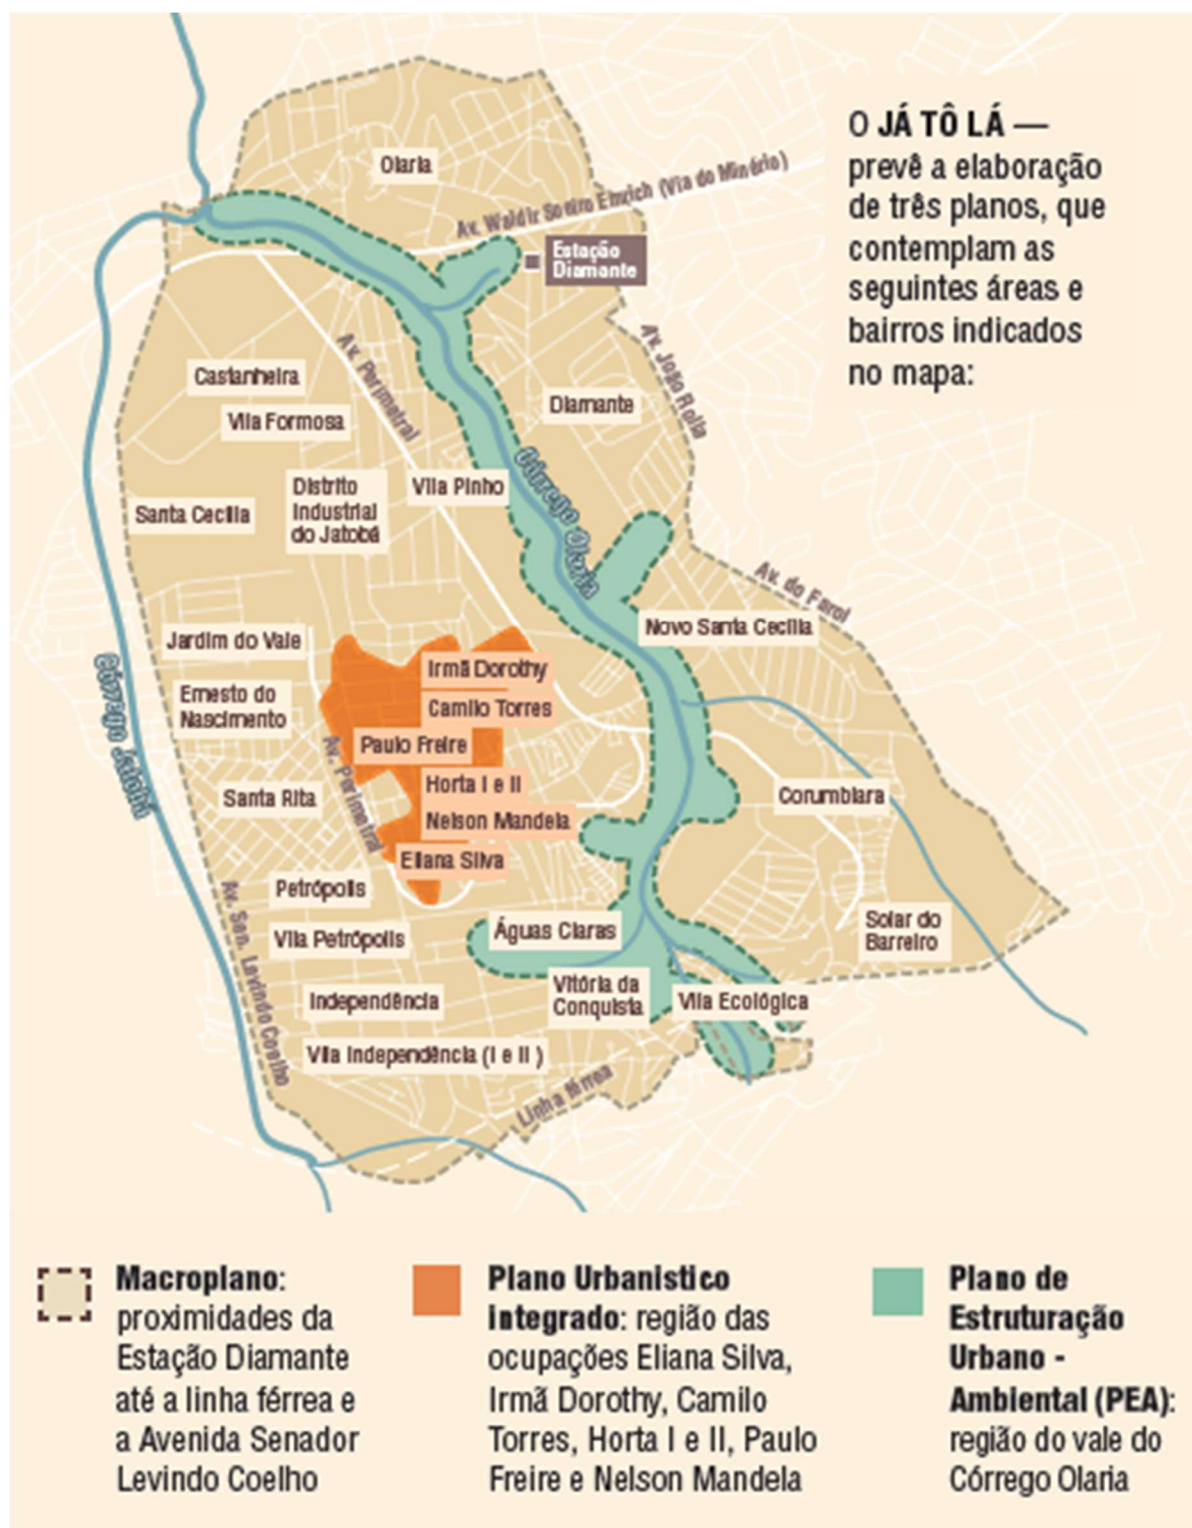 O JÁ TÔ LÁ —
prevê a elaboração
de três planos, que
contemplam as
seguintes áreas e
bairros indicados
no mapa:
Olaria
Av. Waldir Soeiro Emrich (Via do Minério)
Estação
Diamante
Av. João Rolla
Av. Perimetral
Castanheira
Vila Formosa
Diamante
Córrego Olaria
Distrito
Industrial
do Jatobá
Vila Pinho
Santa Cecília
Av. do Farol
Novo Santa Cecília
Jardim do Vale
Irmã Dorothy
Córrego Jatobá
Ernesto do
Nascimento
Camilo Torres
Paulo Freire
Av. Perimetral
Horta I e II
Santa Rita
Corumbiara
Nelson Mandela
Eliana Silva
Petrópolis
Av. Sen. Levindo Coelho
Vila Petrópolis
Águas Claras
Solar do
Barreiro
Independência
Vitória da
Conquista
Vila Ecológica
Vila Independência (I e II )
Linha férrea
Macroplano:
proximidades da
Estação Diamante
até a linha férrea e
a Avenida Senador
Levindo Coelho
Plano Urbanístico
Integrado: região das
ocupações Eliana Silva,
Irmã Dorothy, Camilo
Torres, Horta I e II, Paulo
Freire e Nelson Mandela
Plano de
Estruturação
Urbano -
Ambiental (PEA):
região do vale do
Córrego Olaria